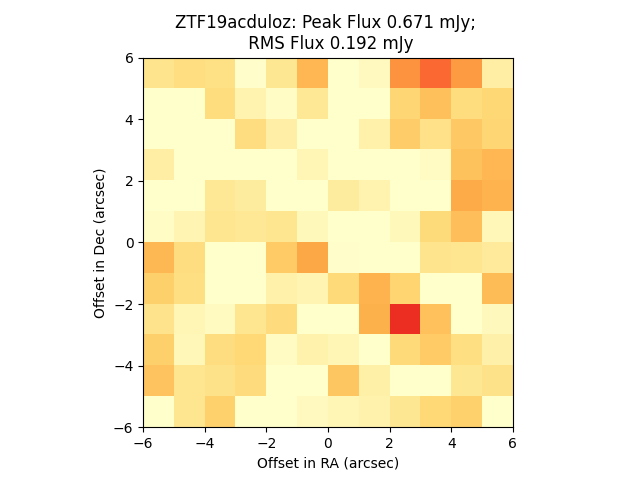 ZTF19acduloz: Peak Flux 0.671 mJy;
RMS Flux 0.192 mJy
6
4
2
0
−2
−4
−6
Offset in Dec (arcsec)
−6 −4 −2 0 2 4 6
Offset in RA (arcsec)